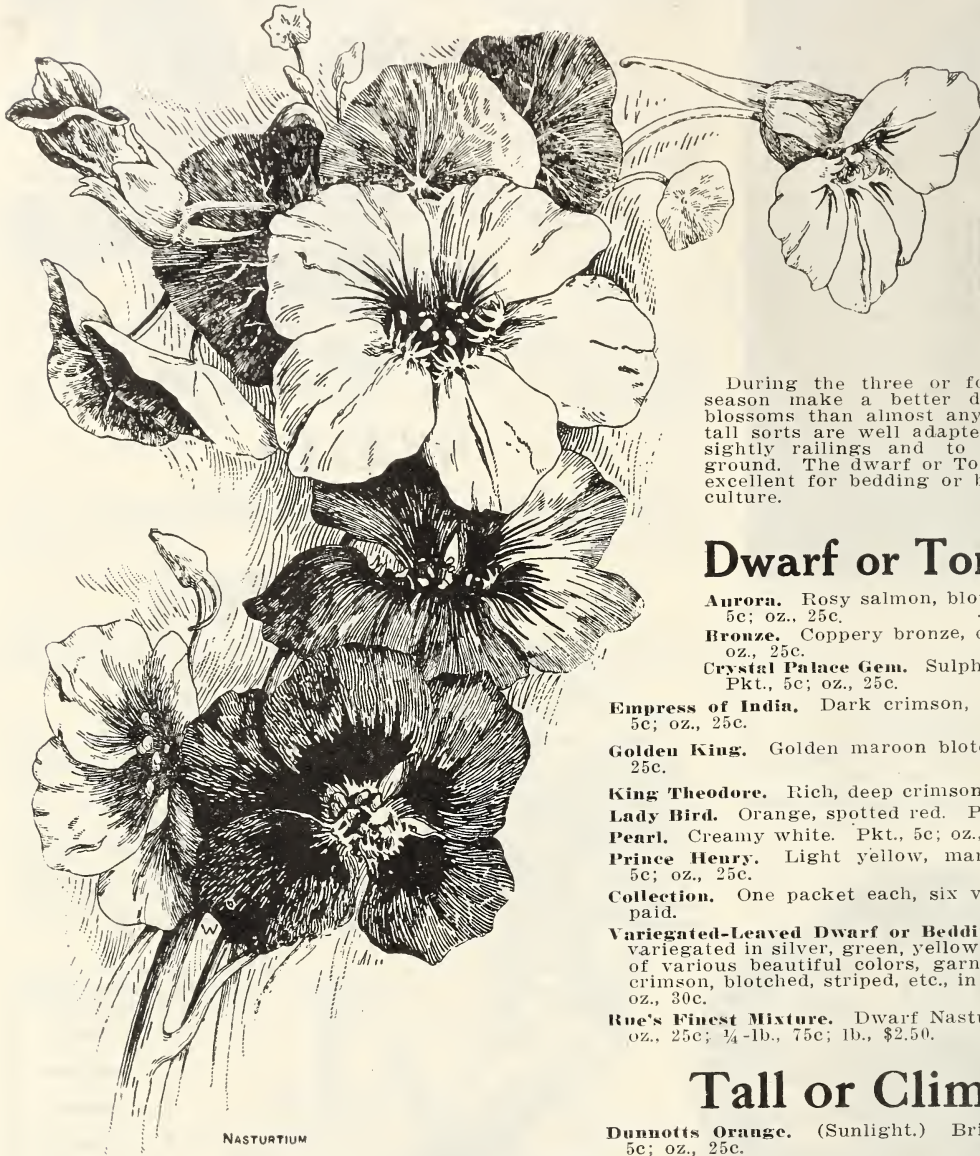 During the three or fo
season make a better d
blossoms than almost any
tall sorts are well adapte
sightly railings and to
ground. The dwarf or To
excellent for bedding or b
culture.
Dwarf or Tor
Aurora. Rosy salmon, blot
5c; oz., 25c.
Bronze. Coppery bronze, c
oz., 25c.
Crystal Palace Gem. Sulph
Pkt., 5c; oz., 25c.
Empress of India. Dark crimson,
5c; oz., 25c.
Golden King. Golden maroon blotc
25c.
King Theodore. Rich, deep crimson
Lady Bird. Orange, spotted red. P
Pearl. Creamy white. Pkt., 5c; oz.,
Prince Henry. Light yellow, mar
5c; oz., 25c.
Collection. One packet each, six v
paid.
Variegated-Leaved Dwarf or Beddi
variegated in silver, green, yellow
of various beautiful colors, garn
crimson, blotched, striped, etc., in
oz., 30c.
Rue's Finest Mixture. Dwarf Nastu
oz., 25c; ¼-lb., 75c; lb., $2.50.
Tall or Clim
Dunnotts Orange. (Sunlight.) Bri
5c; oz., 25c.
W
NASTURTIUM